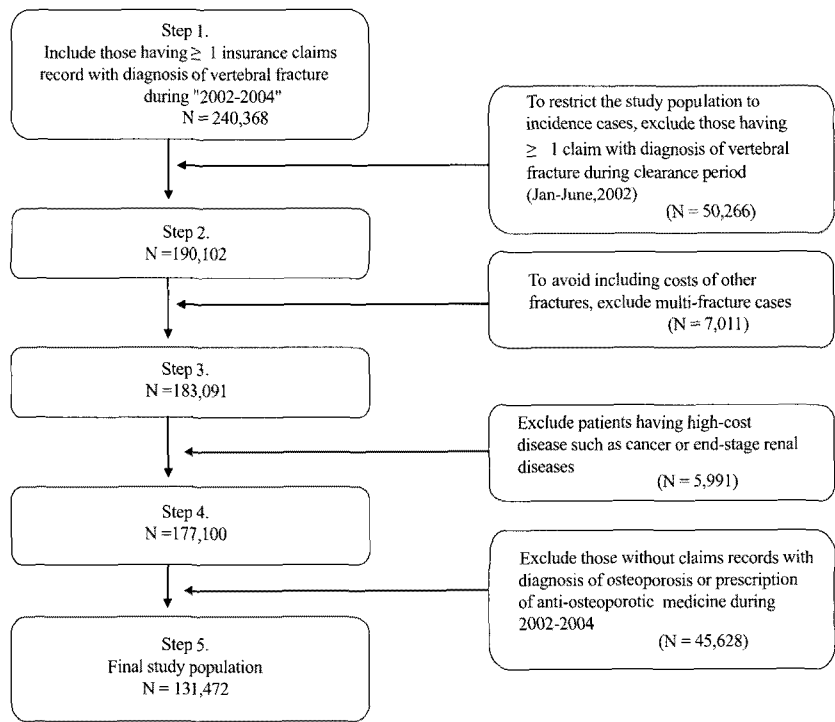 Step 1.
Include those having ≥ 1 insurance claims
record with diagnosis of vertebral fracture
during "2002-2004"
N = 240,368
To restrict the study population to
incidence cases, exclude those having
≥ 1 claim with diagnosis of vertebral
fracture during clearance period
(Jan-June,2002)
(N = 50,266)
Step 2.
N =190,102
To avoid including costs of other
fractures, exclude multi-fracture cases
(N = 7,011)
Step 3.
N =183,091
Exclude patients having high-cost
disease such as cancer or end-stage renal
diseases
(N = 5,991)
Step 4.
N =177,100
Exclude those without claims records with
diagnosis of osteoporosis or prescription
of anti-osteoporotic medicine during
2002-2004
(N = 45,628)
Step 5.
Final study population
N = 131,472